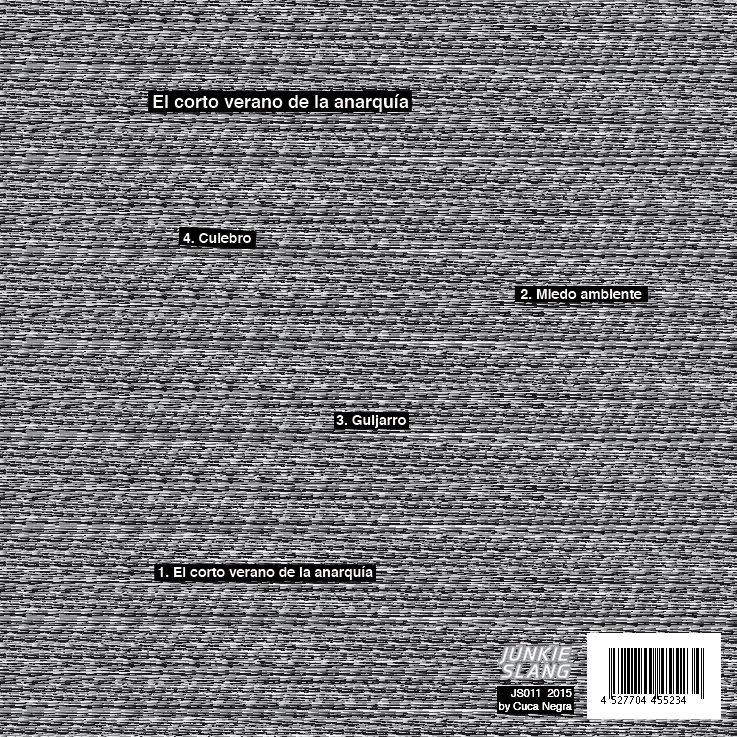 El corto verano de la anarquía
4. Culebro
2. Miedo ambiente
3. Guijarro
1. El corto verano de la anarquía
JUNKIE
SLANG
JS011 2015
by Cuca Negra
4 527704 455234